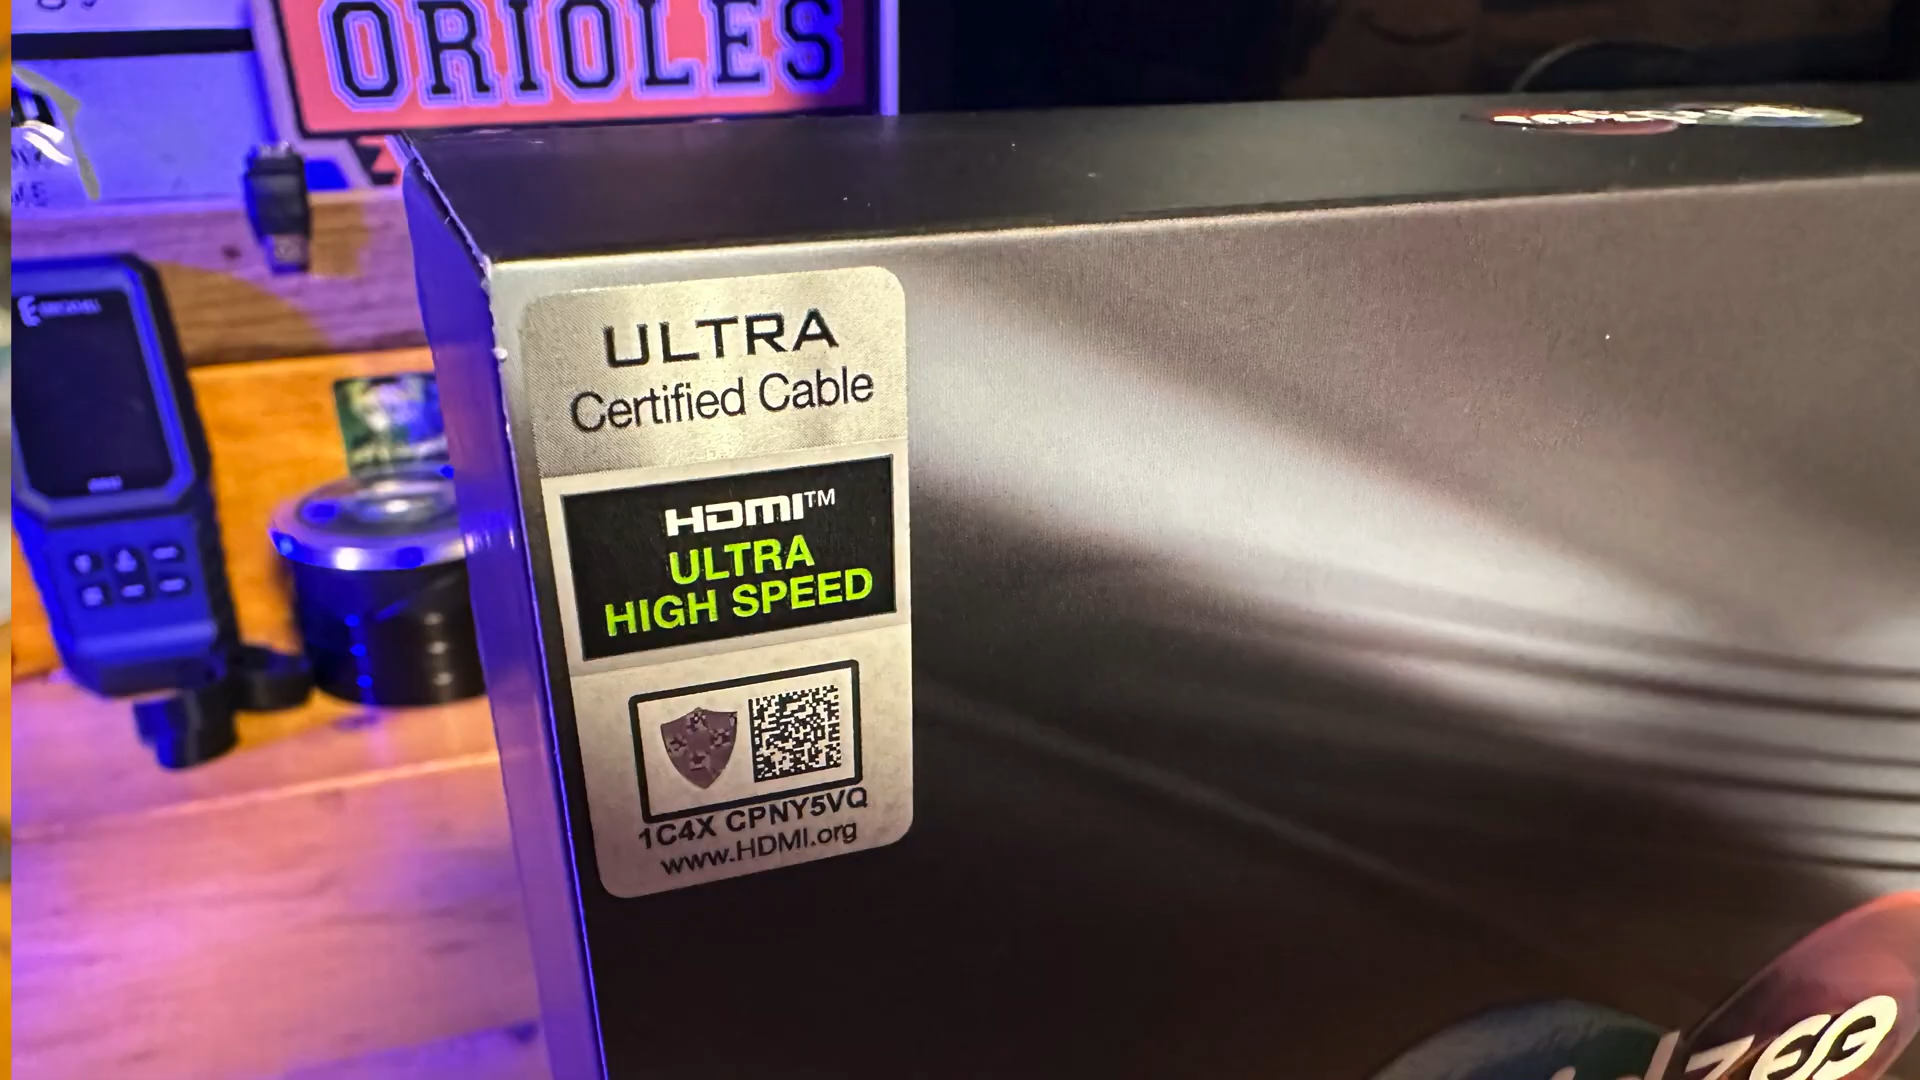 ORIOLES
ULTRA
Certified Cable
HDMI™
ULTRA
HIGH SPEED
1C4X CPNY5VQ
www.HDMI.org